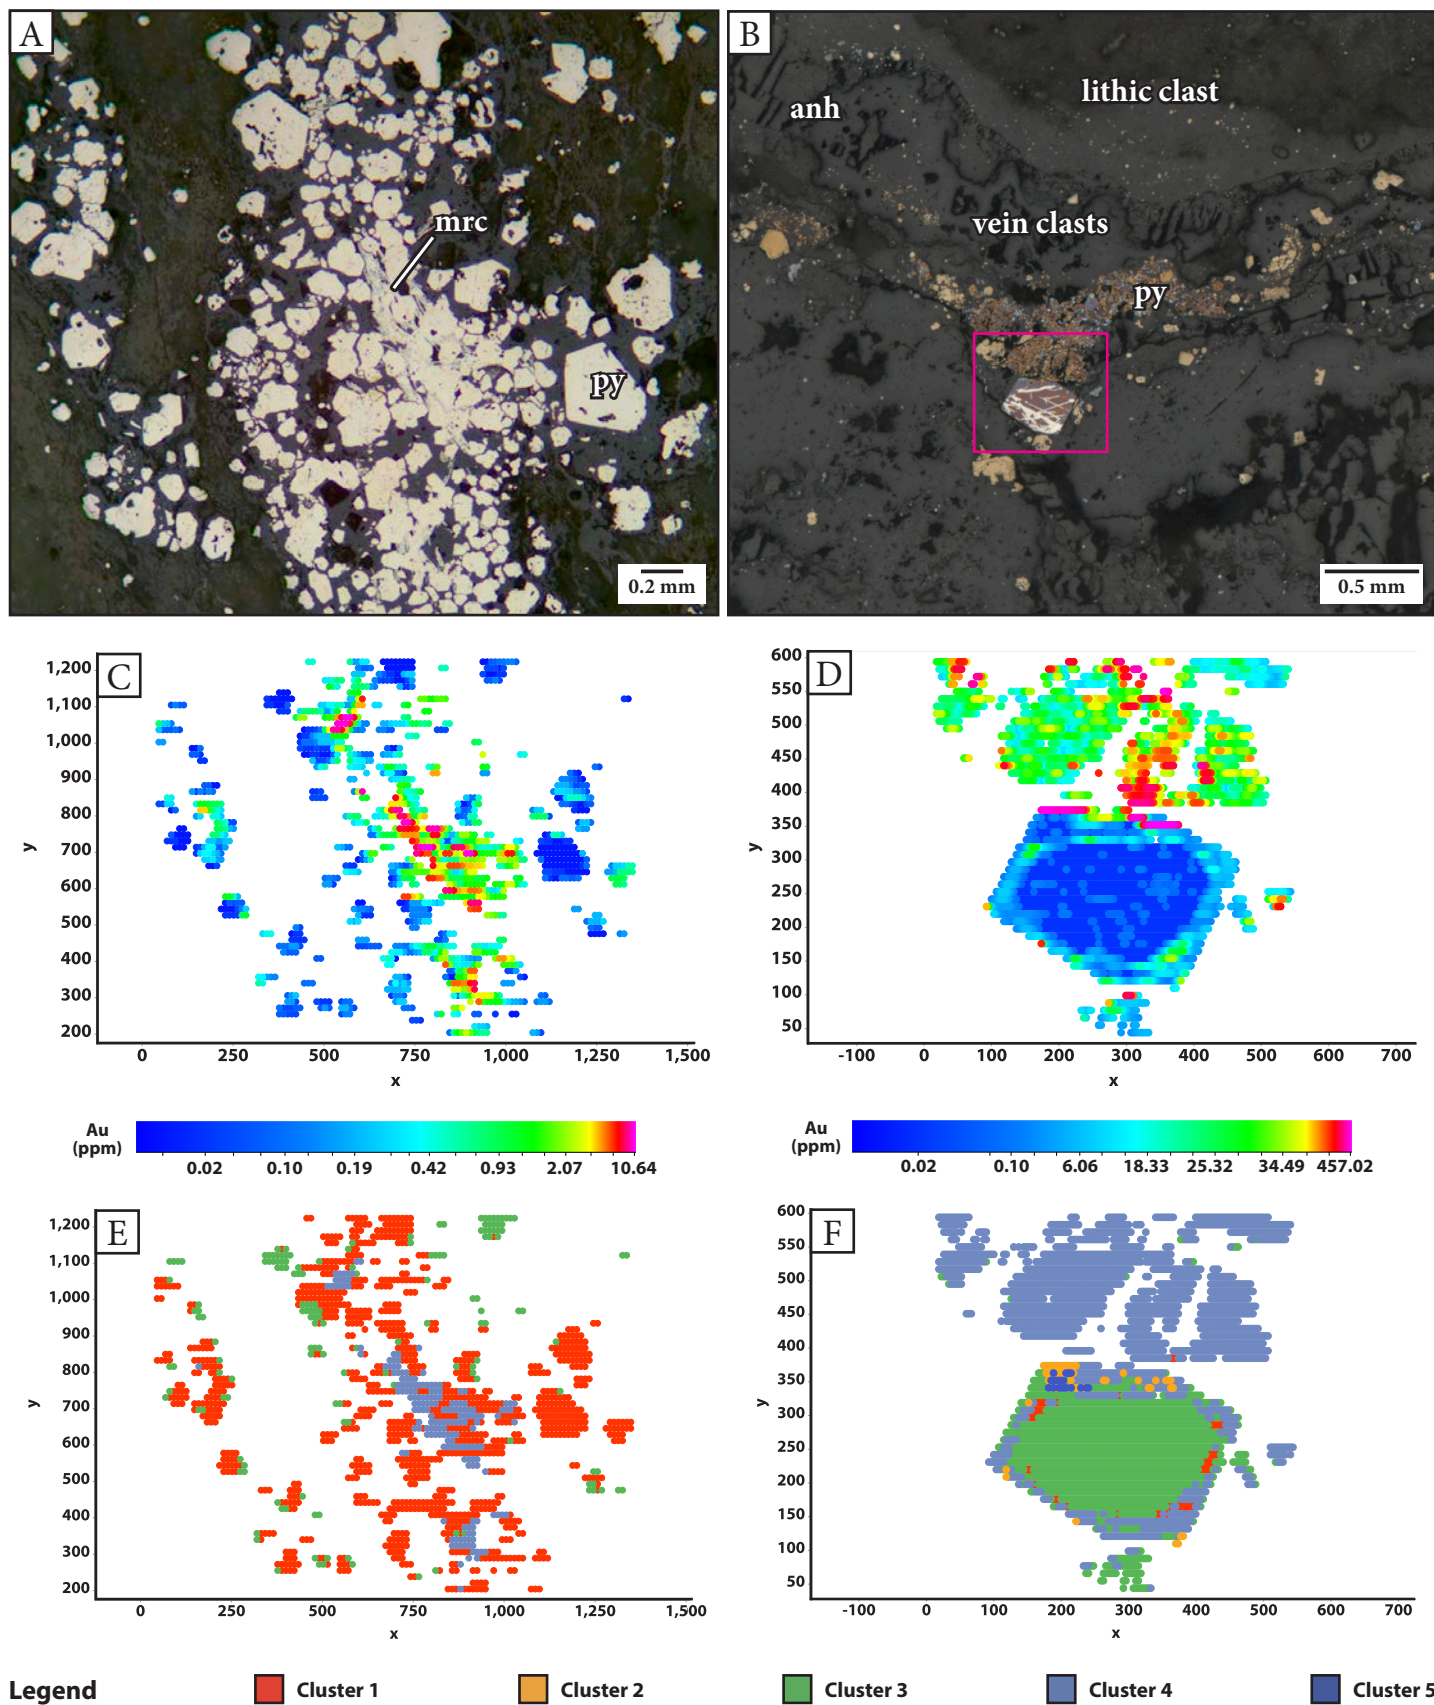 A
mrc
py
0.2 mm
B
anh
lithic clast
vein clasts
py
0.5 mm
C
1,200
1,100
1,000
900
800
700
600
500
400
300
200
y
0 250 500 750 1,000 1,250 1,500
x
D
600
550
500
450
400
350
300
250
200
150
100
50
y
-100 0 100 200 300 400 500 600 700
x
Au
(ppm)
0.02 0.10 0.19 0.42 0.93 2.07 10.64
Au
(ppm)
0.02 0.10 6.06 18.33 25.32 34.49 457.02
E
1,200
1,100
1,000
900
800
700
600
500
400
300
200
y
0 250 500 750 1,000 1,250 1,500
x
F
600
550
500
450
400
350
300
250
200
150
100
50
y
-100 0 100 200 300 400 500 600 700
x
Legend Cluster 1 Cluster 2 Cluster 3 Cluster 4 Cluster 5